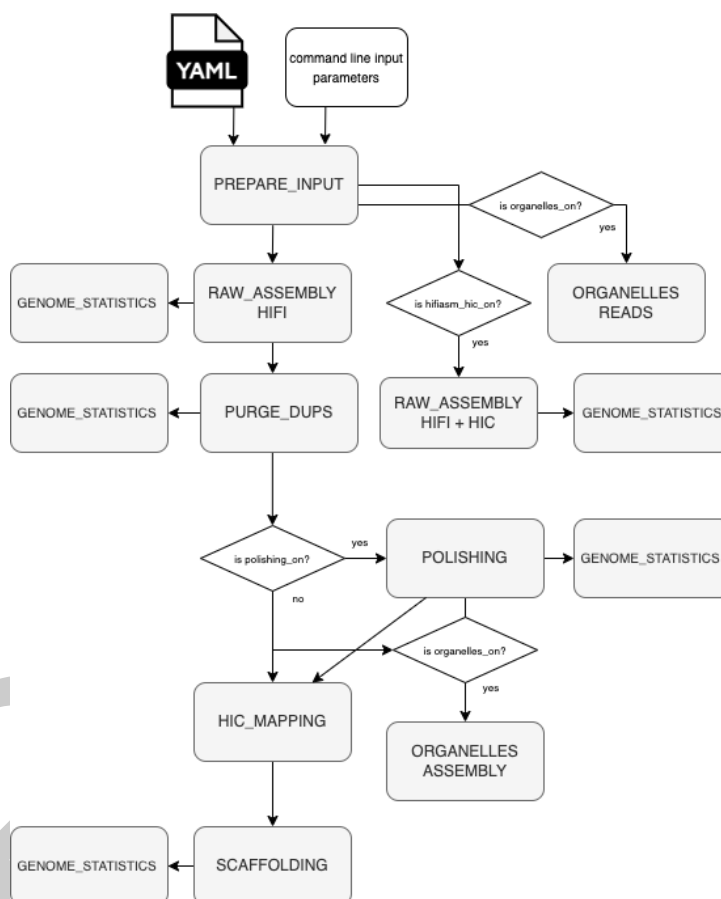 YAML
command line input
parameters
PREPARE_INPUT
is organelles_on?
yes
GENOME_STATISTICS
RAW_ASSEMBLY
HIFI
is hifiasm_hic_on?
ORGANELLES
READS
yes
GENOME_STATISTICS
PURGE_DUPS
RAW_ASSEMBLY
HIFI + HIC
GENOME_STATISTICS
is polishing_on?
yes
POLISHING
GENOME_STATISTICS
no
is organelles_on?
yes
HIC_MAPPING
ORGANELLES
ASSEMBLY
GENOME_STATISTICS
SCAFFOLDING